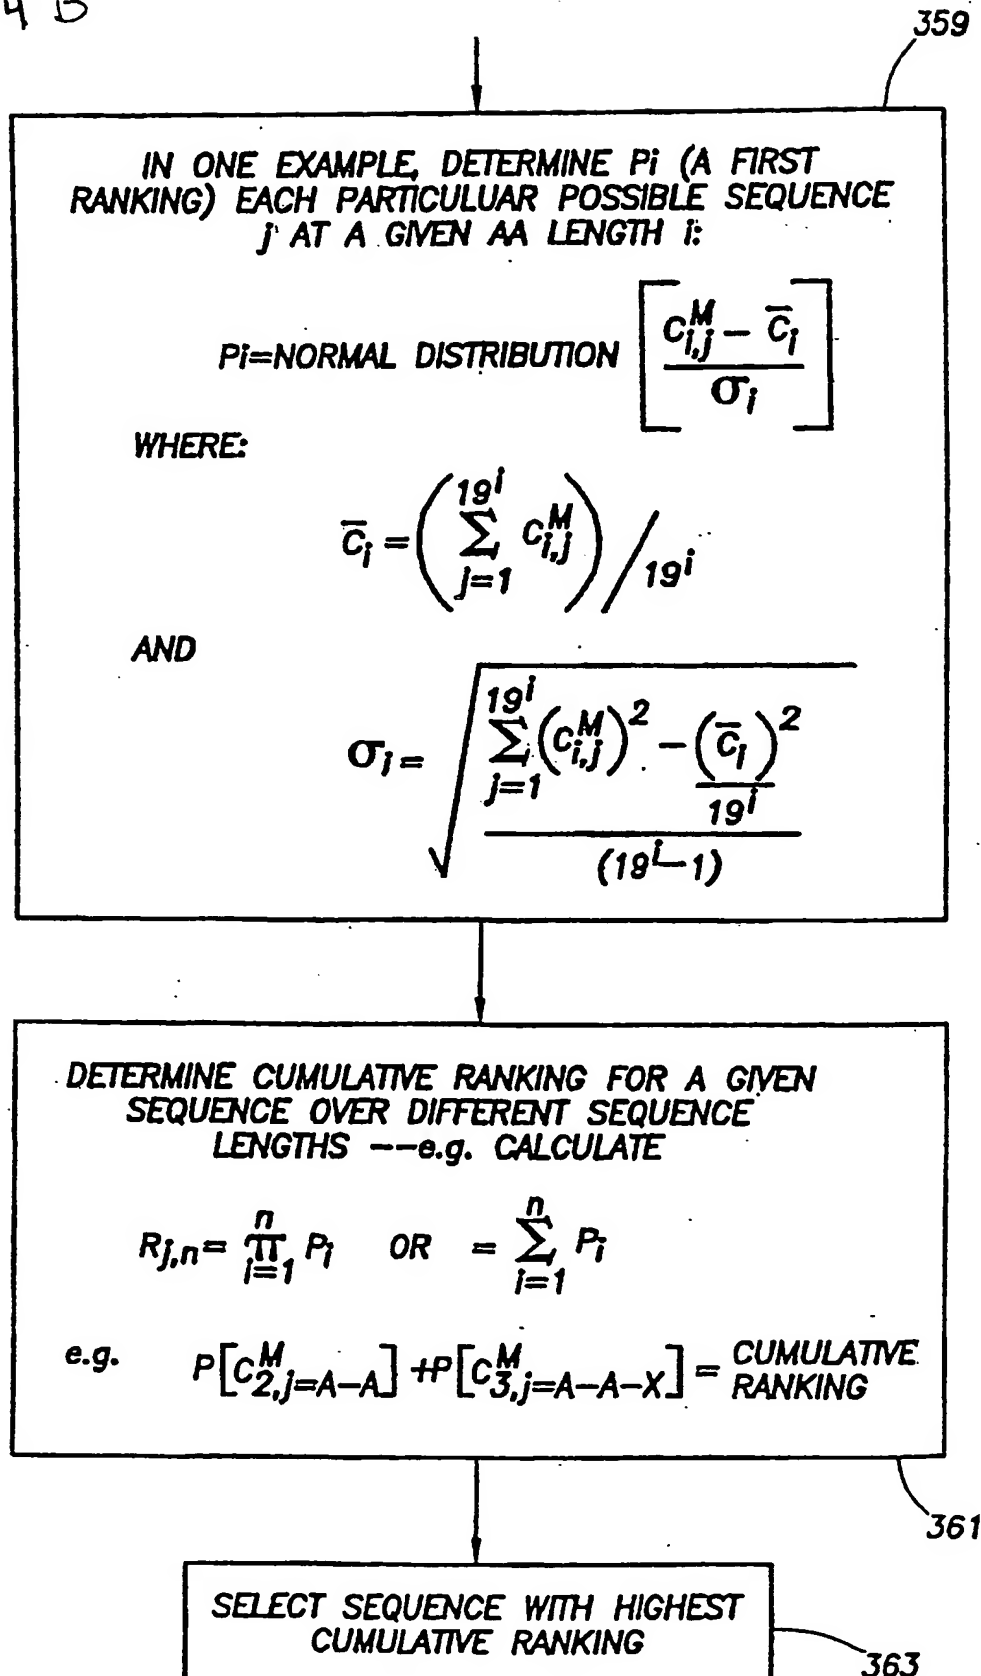 4 B
359
IN ONE EXAMPLE, DETERMINE Pi (A FIRST
RANKING) EACH PARTICULUAR POSSIBLE SEQUENCE
j AT A GIVEN AA LENGTH i:
Pi=NORMAL DISTRIBUTION [ (C^M_{i,j} − C̄_i) / σ_i ]
WHERE:
C̄_i = ( Σ_{j=1}^{19^i} C^M_{i,j} ) / 19^i
AND
σ_i = √( ( Σ_{j=1}^{19^i} (C^M_{i,j})^2 − (C̄_i)^2 / 19^i ) / (19^i−1) )
DETERMINE CUMULATIVE RANKING FOR A GIVEN
SEQUENCE OVER DIFFERENT SEQUENCE
LENGTHS ––e.g. CALCULATE
R_{j,n} = π_{i=1}^{n} P_i OR = Σ_{i=1}^{n} P_i
e.g. P[C^M_{2,j=A–A}] +P[C^M_{3,j=A–A–X}] = CUMULATIVE
RANKING
361
SELECT SEQUENCE WITH HIGHEST
CUMULATIVE RANKING
363